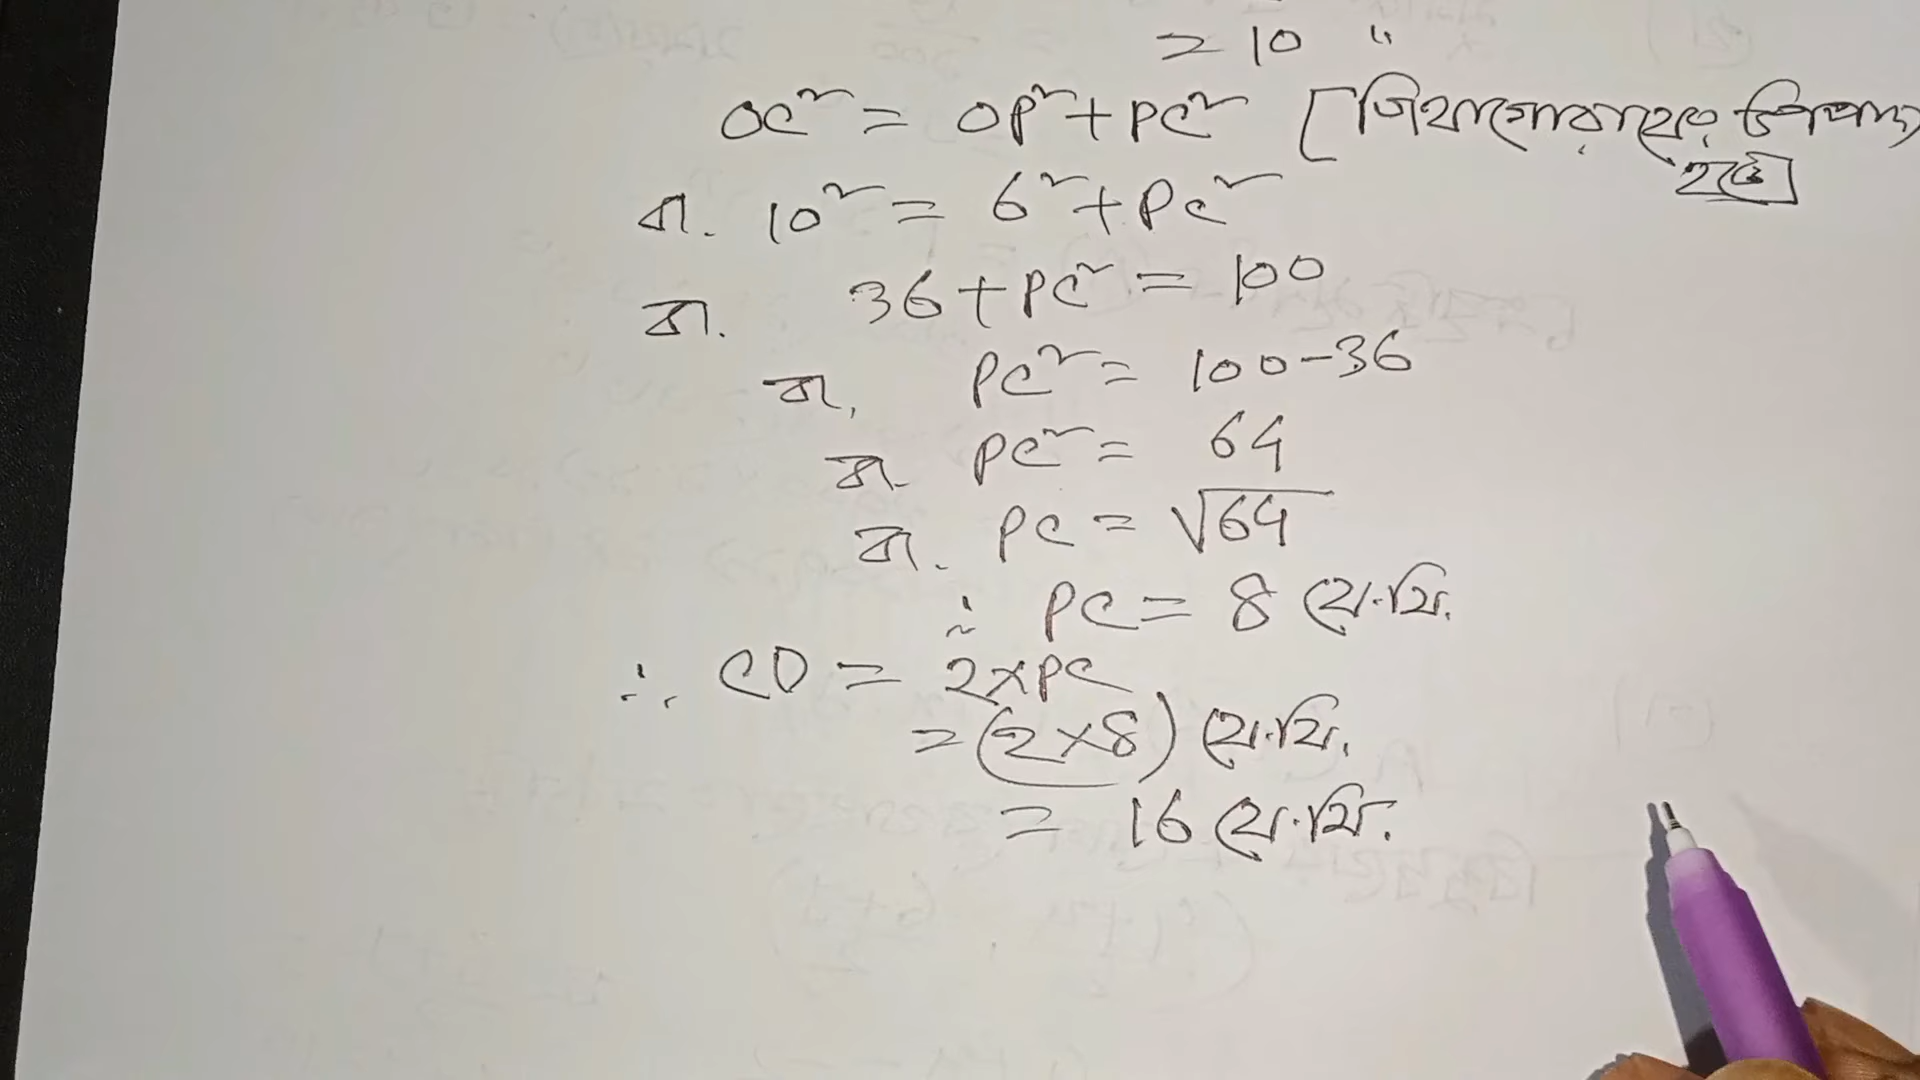 = 10 "
OC² = OP² + PC² [পিথাগোরাসের উপপাদ্য
হতে]
বা. 10² = 6² + PC²
বা. 36 + PC² = 100
বা, PC² = 100 - 36
বা. PC² = 64
বা. PC = √64
∴ PC = 8 সে.মি.
∴ CD = 2×PC
= (2×8) সে.মি.
= 16 সে.মি.